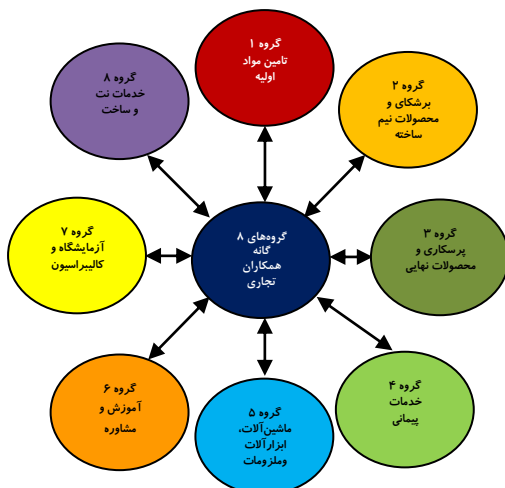 گروه ۱
تامین مواد
اولیه
گروه ۲
برشکای و
محصولات نیم
ساخته
گروه ۳
پرسکاری و
محصولات نهایی
گروه ۴
خدمات
پیمانی
گروه ۵
ماشین‌آلات،
ابزارآلات
وملزومات
گروه ۶
آموزش و
مشاوره
گروه ۷
آزمایشگاه و
کالیبراسیون
گروه ۸
خدمات نت
و ساخت
گروه‌های ۸
گانه
همکاران
تجاری